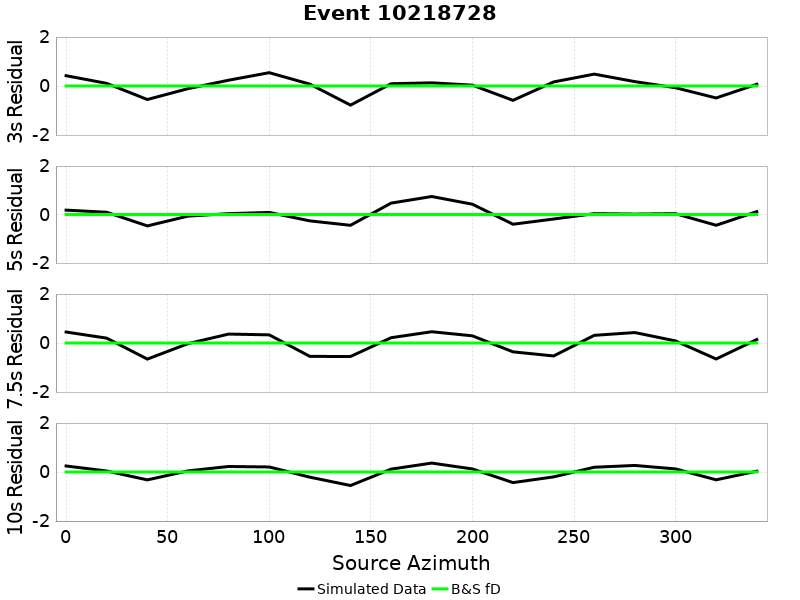 Event 10218728
2
0
-2
3s Residual
2
0
-2
5s Residual
2
0
-2
7.5s Residual
2
0
-2
10s Residual
0 50 100 150 200 250 300
Source Azimuth
Simulated Data B&S fD